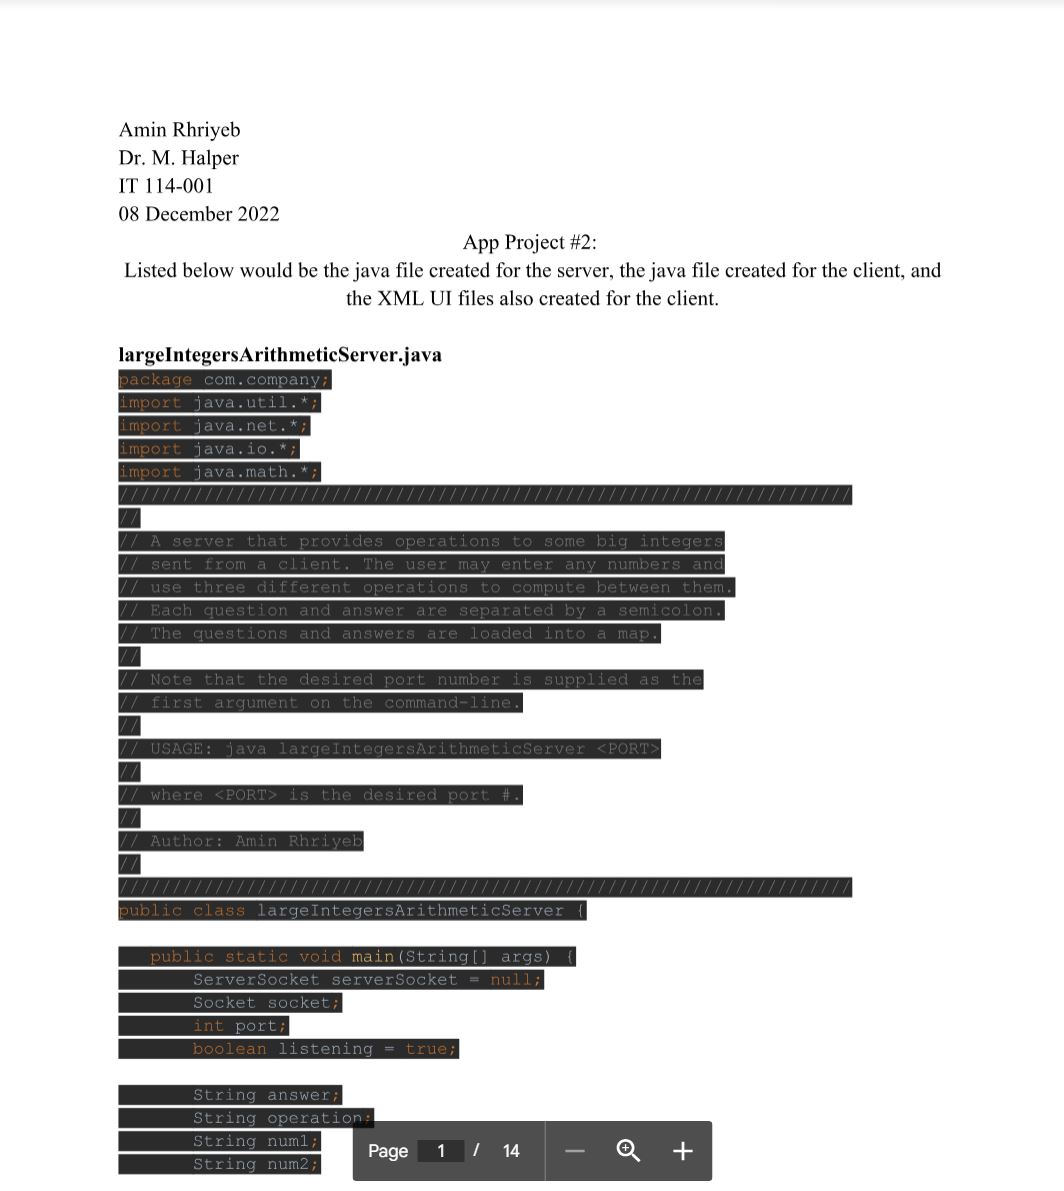 Amin Rhriyeb
Dr. M. Halper
IT 114-001
08 December 2022
App Project #2:
Listed below would be the java file created for the server, the java file created for the client, and
the XML UI files also created for the client.
largeIntegersArithmeticServer.java
package com.company;
import java.util.*;
import java.net.*;
import java.io.*;
import java.math.*;
/////////////////////////////////////////////////////////////////////
//
// A server that provides operations to some big integers
// sent from a client. The user may enter any numbers and
// use three different operations to compute between them.
// Each question and answer are separated by a semicolon.
// The questions and answers are loaded into a map.
//
// Note that the desired port number is supplied as the
// first argument on the command-line.
//
// USAGE: java largeIntegersArithmeticServer <PORT>
//
// where <PORT> is the desired port #.
//
// Author: Amin Rhriyeb
//
/////////////////////////////////////////////////////////////////////
public class largeIntegersArithmeticServer {
public static void main(String[] args) {
ServerSocket serverSocket = null;
Socket socket;
int port;
boolean listening = true;
String answer;
String operation;
String num1;
String num2;
Page 1 / 14